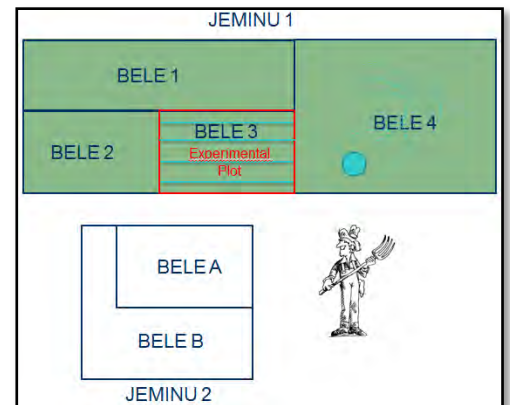 JEMINU 1
BELE 1
BELE 2
BELE 3
Experimental
Plot
BELE 4
BELE A
BELE B
JEMINU 2